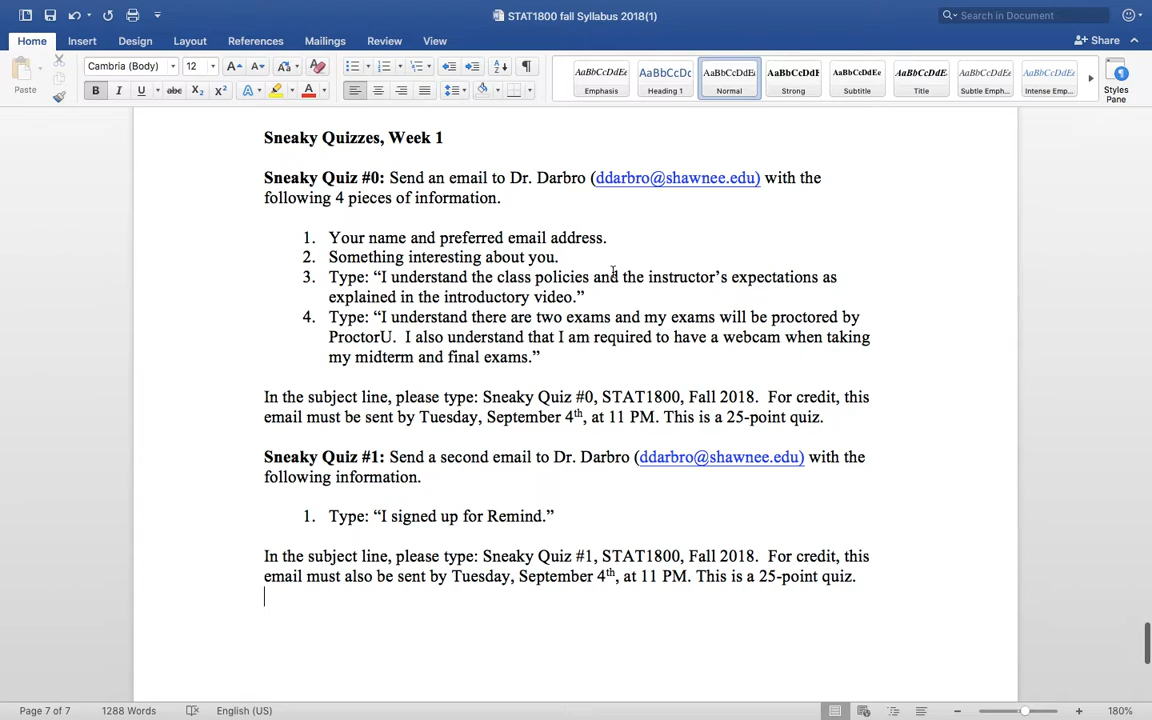 STAT1800 fall Syllabus 2018(1)
Search in Document
Home Insert Design Layout References Mailings Review View
Share
Paste
Cambria (Body) 12
AaBbCcDdEe AaBbCcDc AaBbCcDdEe AaBbCcDdE AaBbCcDdEe AaBbCcDdE AaBbCcDdEe AaBbCcDdEe
Emphasis Heading 1 Normal Strong Subtitle Title Subtle Emph... Intense Emp...
Styles
Pane
B I U abc X₂ X² A A
Sneaky Quizzes, Week 1
Sneaky Quiz #0: Send an email to Dr. Darbro (ddarbro@shawnee.edu) with the
following 4 pieces of information.
1. Your name and preferred email address.
2. Something interesting about you.
3. Type: “I understand the class policies and the instructor’s expectations as
explained in the introductory video.”
4. Type: “I understand there are two exams and my exams will be proctored by
ProctorU.  I also understand that I am required to have a webcam when taking
my midterm and final exams.”
In the subject line, please type: Sneaky Quiz #0, STAT1800, Fall 2018.  For credit, this
email must be sent by Tuesday, September 4th, at 11 PM. This is a 25-point quiz.
Sneaky Quiz #1: Send a second email to Dr. Darbro (ddarbro@shawnee.edu) with the
following information.
1. Type: “I signed up for Remind.”
In the subject line, please type: Sneaky Quiz #1, STAT1800, Fall 2018.  For credit, this
email must also be sent by Tuesday, September 4th, at 11 PM. This is a 25-point quiz.
Page 7 of 7 1288 Words English (US) 180%